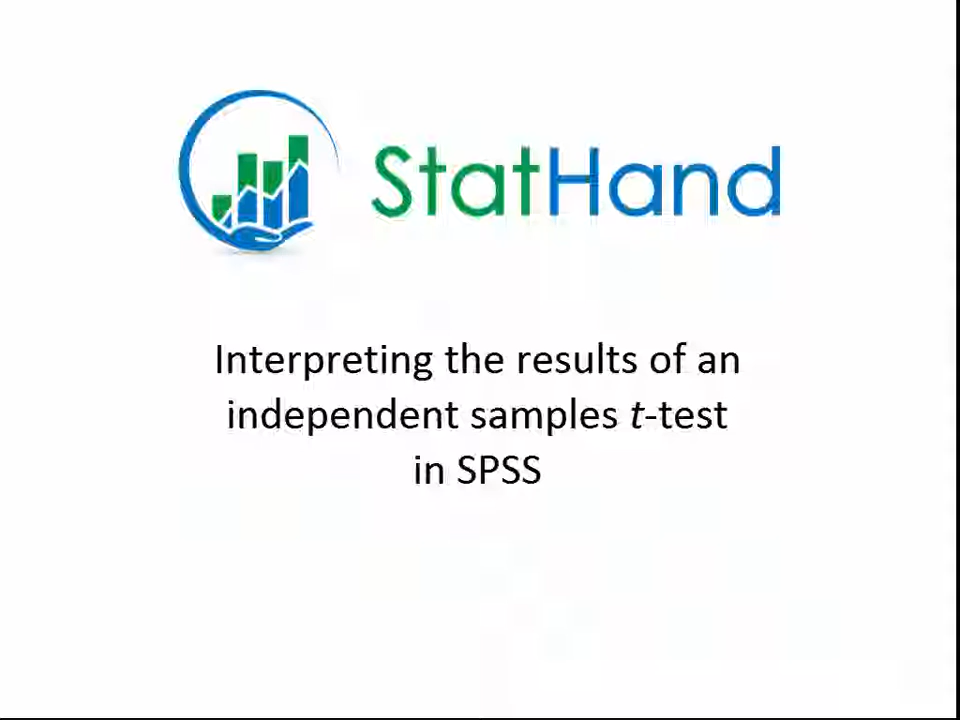 StatHand
Interpreting the results of an
independent samples t-test
in SPSS